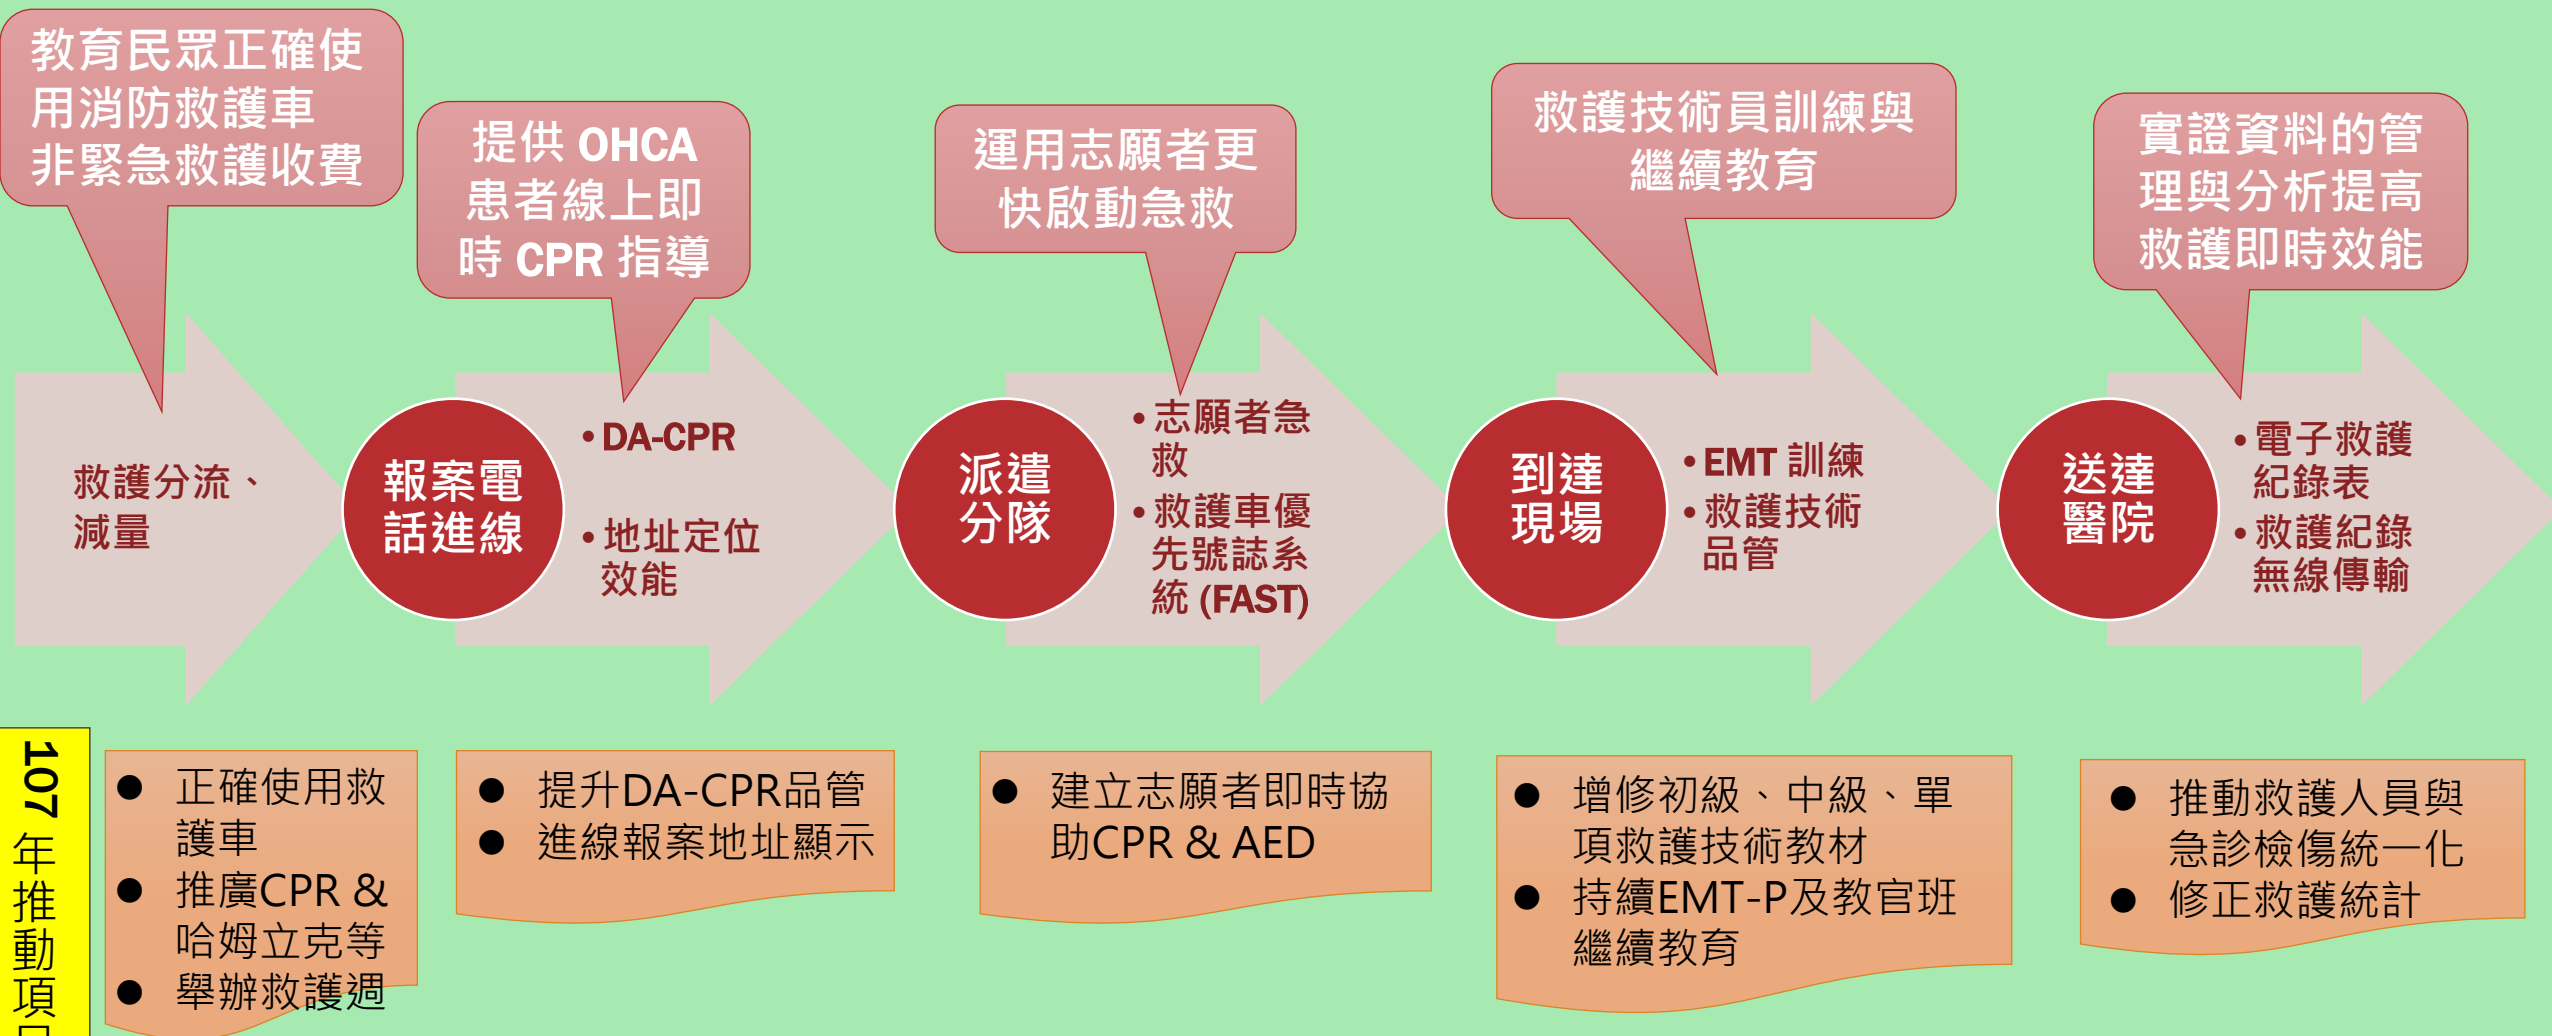 教育民眾正確使
用消防救護車
非緊急救護收費
提供 OHCA
患者線上即
時 CPR 指導
運用志願者更
快啟動急救
救護技術員訓練與
繼續教育
實證資料的管
理與分析提高
救護即時效能
救護分流、
減量
報案電
話進線
•DA-CPR
•地址定位
效能
派遣
分隊
•志願者急
救
•救護車優
先號誌系
統 (FAST)
到達
現場
•EMT 訓練
•救護技術
品管
送達
醫院
•電子救護
紀錄表
•救護紀錄
無線傳輸
107 年推動項
● 正確使用救
護車
● 推廣CPR &
哈姆立克等
● 舉辦救護週
● 提升DA-CPR品管
● 進線報案地址顯示
● 建立志願者即時協
助CPR & AED
● 增修初級、中級、單
項救護技術教材
● 持續EMT-P及教官班
繼續教育
● 推動救護人員與
急診檢傷統一化
● 修正救護統計